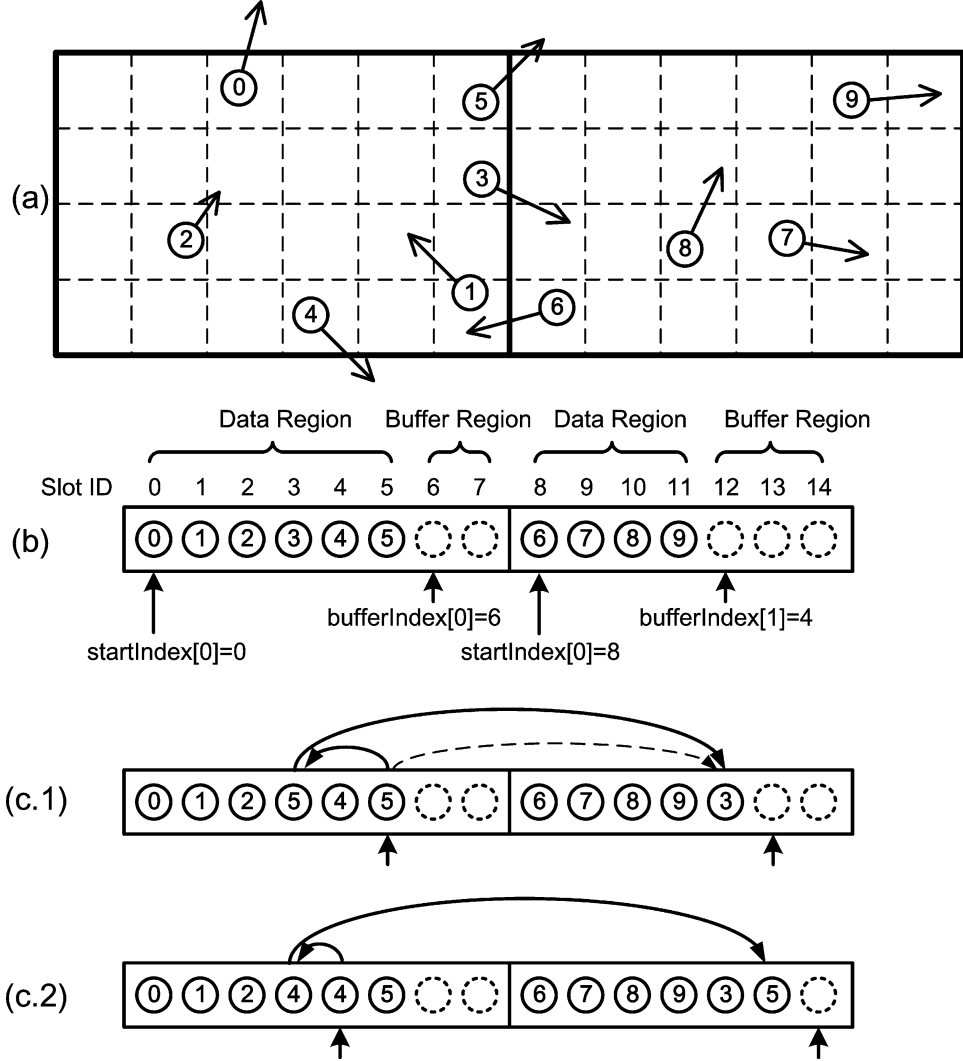 0
5
9
3
(a)
2
8
7
1
4
6
Data Region Buffer Region Data Region Buffer Region
Slot ID 0 1 2 3 4 5 6 7 8 9 10 11 12 13 14
(b) 0 1 2 3 4 5 6 7 8 9
bufferIndex[0]=6 bufferIndex[1]=4
startIndex[0]=0 startIndex[0]=8
(c.1) 0 1 2 5 4 5 6 7 8 9 3
(c.2) 0 1 2 4 4 5 6 7 8 9 3 5